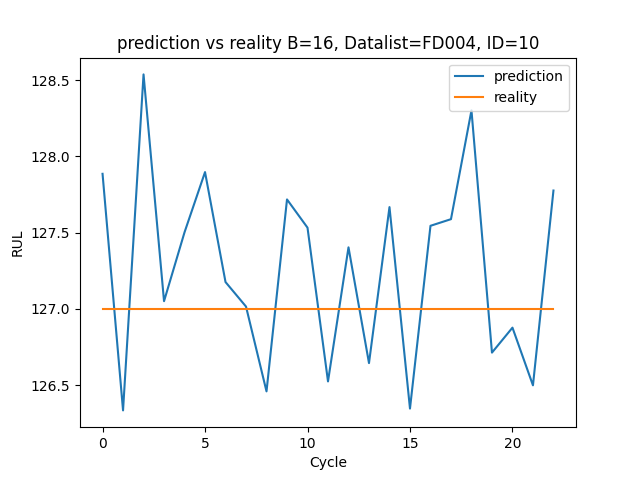 prediction vs reality B=16, Datalist=FD004, ID=10
prediction
reality
128.5
128.0
127.5
127.0
126.5
RUL
0 5 10 15 20
Cycle